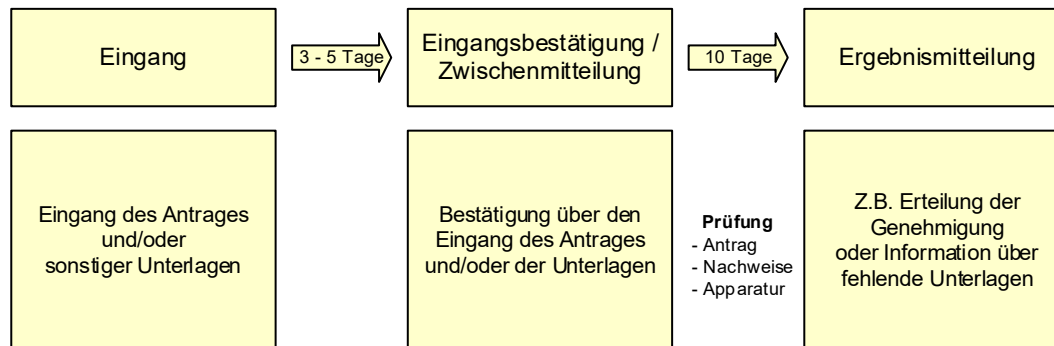 Eingang
3 - 5 Tage
Eingangsbestätigung /
Zwischenmitteilung
10 Tage
Ergebnismitteilung
Eingang des Antrages
und/oder
sonstiger Unterlagen
Bestätigung über den
Eingang des Antrages
und/oder der Unterlagen
Prüfung
- Antrag
- Nachweise
- Apparatur
Z.B. Erteilung der
Genehmigung
oder Information über
fehlende Unterlagen